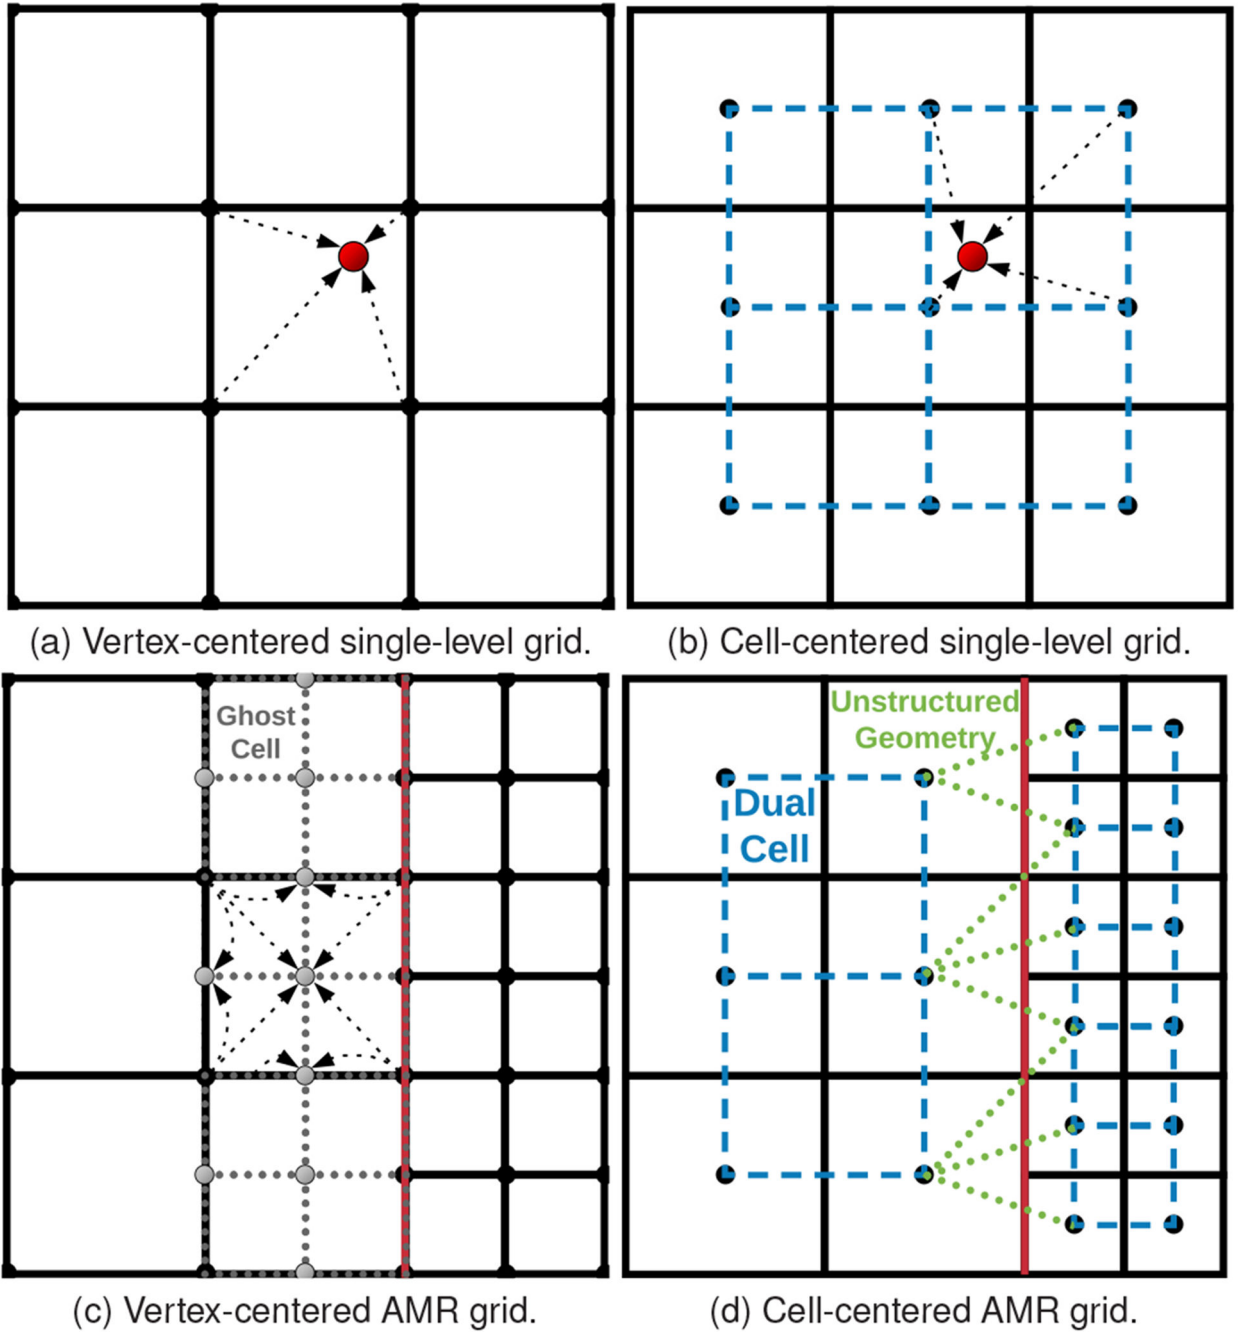 (a) Vertex-centered single-level grid.
(b) Cell-centered single-level grid.
Ghost
Cell
Unstructured
Geometry
Dual
Cell
(c) Vertex-centered AMR grid.
(d) Cell-centered AMR grid.